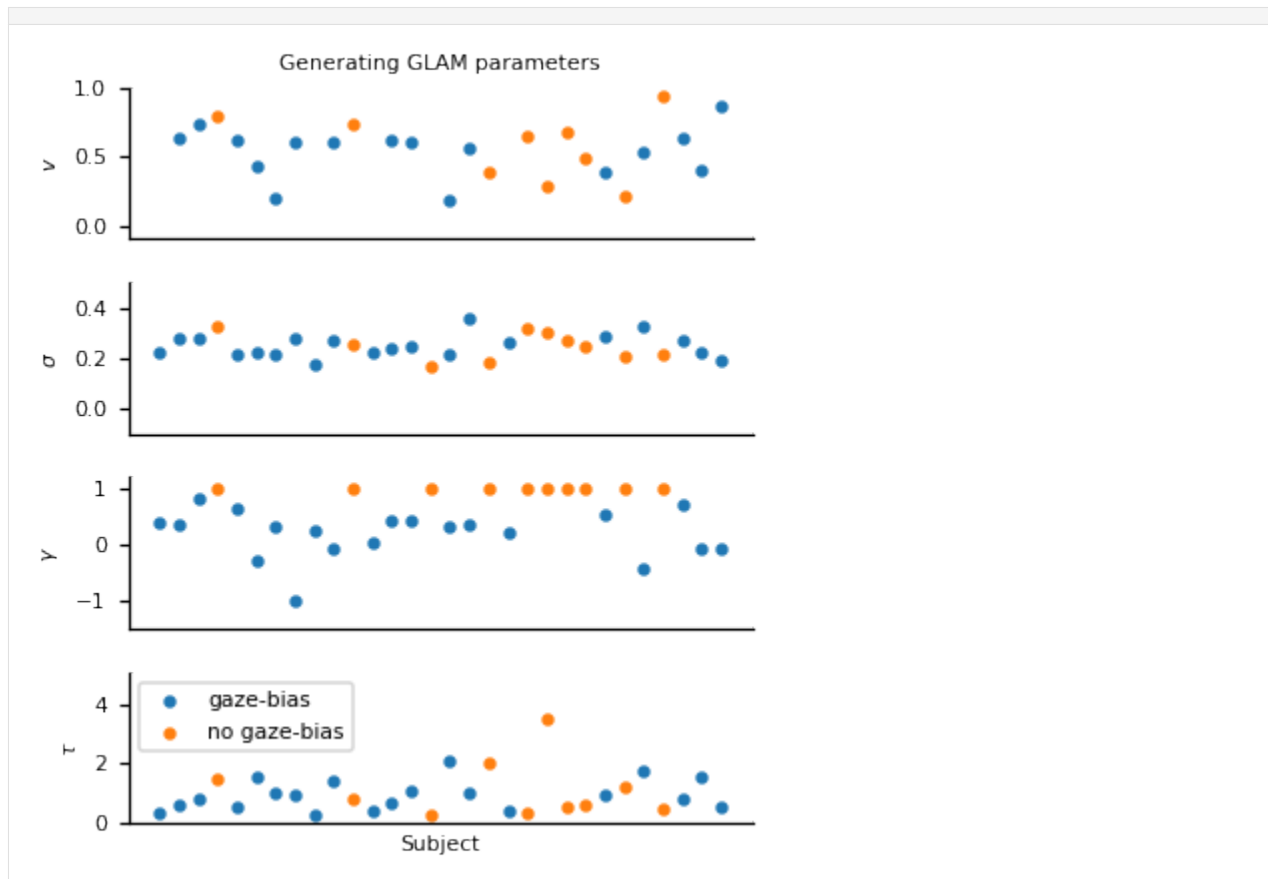 Generating GLAM parameters
1.0
0.5
0.0
v
0.4
0.2
0.0
σ
1
0
−1
γ
4
2
0
τ
gaze-bias
no gaze-bias
Subject